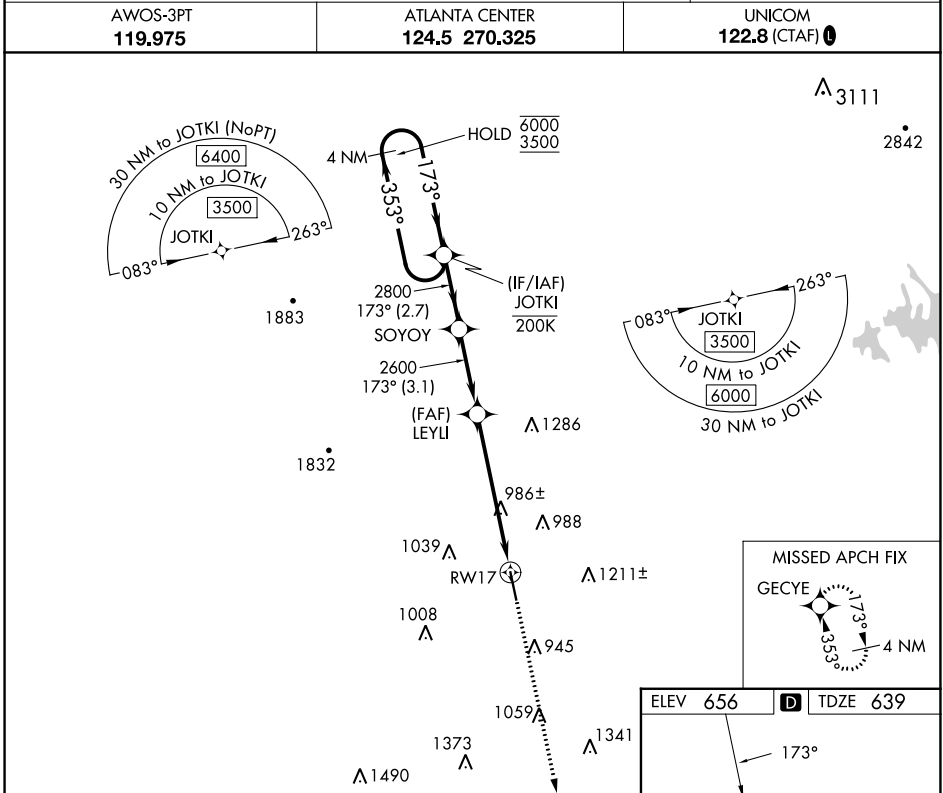 AWOS-3PT
119.975
ATLANTA CENTER
124.5 270.325
UNICOM
122.8 (CTAF) L
3111
2842
30 NM to JOTKI (NoPT)
6400
10 NM to JOTKI
3500
JOTKI
083°
263°
HOLD
6000
3500
4 NM
173°
353°
(IF/IAF)
JOTKI
200K
2800
173° (2.7)
SOYOY
2600
173° (3.1)
(FAF)
LEYLI
1883
083°
263°
JOTKI
3500
10 NM to JOTKI
6000
30 NM to JOTKI
1286
1832
986±
988
1039
RW17
1211±
1008
945
1059
1373
1341
1490
MISSED APCH FIX
GECYE
173°
353°
4 NM
ELEV 656
D
TDZE 639
173°